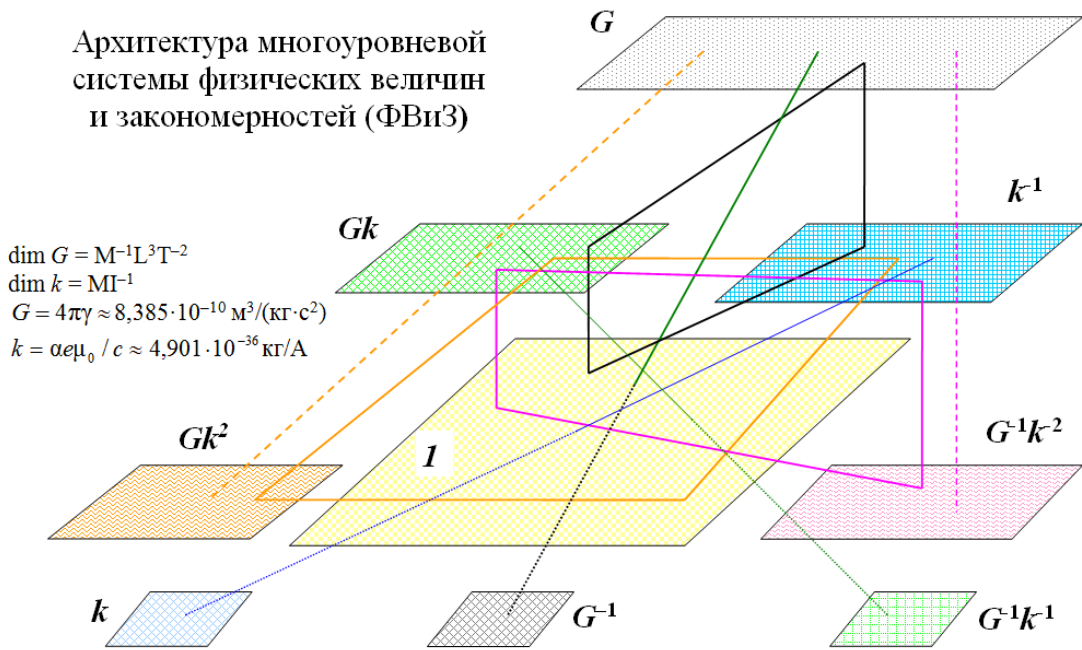 Архитектура многоуровневой
системы физических величин
и закономерностей (ФВиЗ)
G
Gk
k⁻¹
dim G = M⁻¹L³T⁻²
dim k = MI⁻¹
G = 4πγ ≈ 8,385·10⁻¹⁰ м³/(кг·с²)
k = αeμ₀ / c ≈ 4,901·10⁻³⁶ кг/А
Gk²
1
G⁻¹k⁻²
k
G⁻¹
G⁻¹k⁻¹